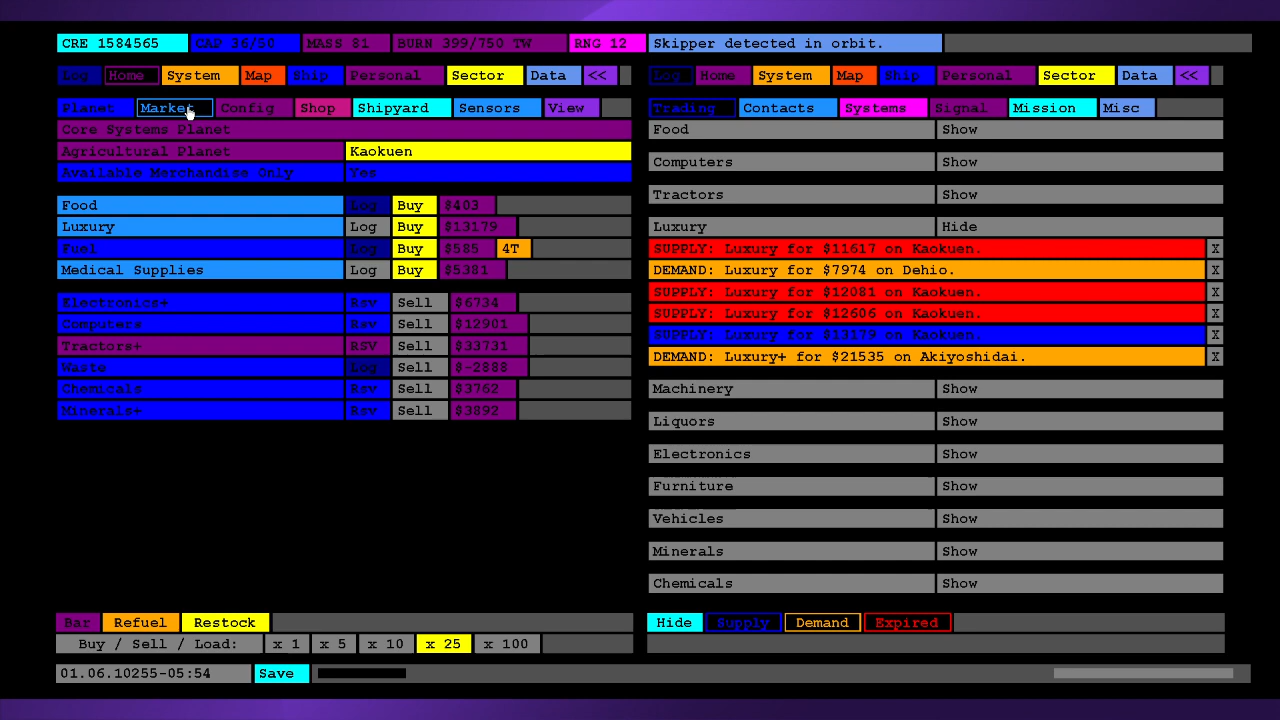 CRE 1584565 CAP 36/50 MASS 81 BURN 399/750 TW RNG 12 Skipper detected in orbit.
Log Home System Map Ship Personal Sector Data << Log Home System Map Ship Personal Sector Data <<
Planet Market Config Shop Shipyard Sensors View Trading Contacts Systems Signal Mission Misc
Core Systems Planet
Agricultural Planet Kaokuen
Available Merchandise Only Yes
Food Log Buy $403
Luxury Log Buy $13179
Fuel Log Buy $585 4T
Medical Supplies Log Buy $5381
Electronics+ Rsv Sell $6734
Computers Rsv Sell $12901
Tractors+ RSV Sell $33731
Waste Log Sell $-2888
Chemicals Rsv Sell $3762
Minerals+ Rsv Sell $3892
Food Show
Computers Show
Tractors Show
Luxury Hide
SUPPLY: Luxury for $11617 on Kaokuen. X
DEMAND: Luxury for $7974 on Dehio. X
SUPPLY: Luxury for $12081 on Kaokuen. X
SUPPLY: Luxury for $12606 on Kaokuen. X
SUPPLY: Luxury for $13179 on Kaokuen. X
DEMAND: Luxury+ for $21535 on Akiyoshidai. X
Machinery Show
Liquors Show
Electronics Show
Furniture Show
Vehicles Show
Minerals Show
Chemicals Show
Bar Refuel Restock
Buy / Sell / Load: x 1 x 5 x 10 x 25 x 100
Hide Supply Demand Expired
01.06.10255-05:54 Save